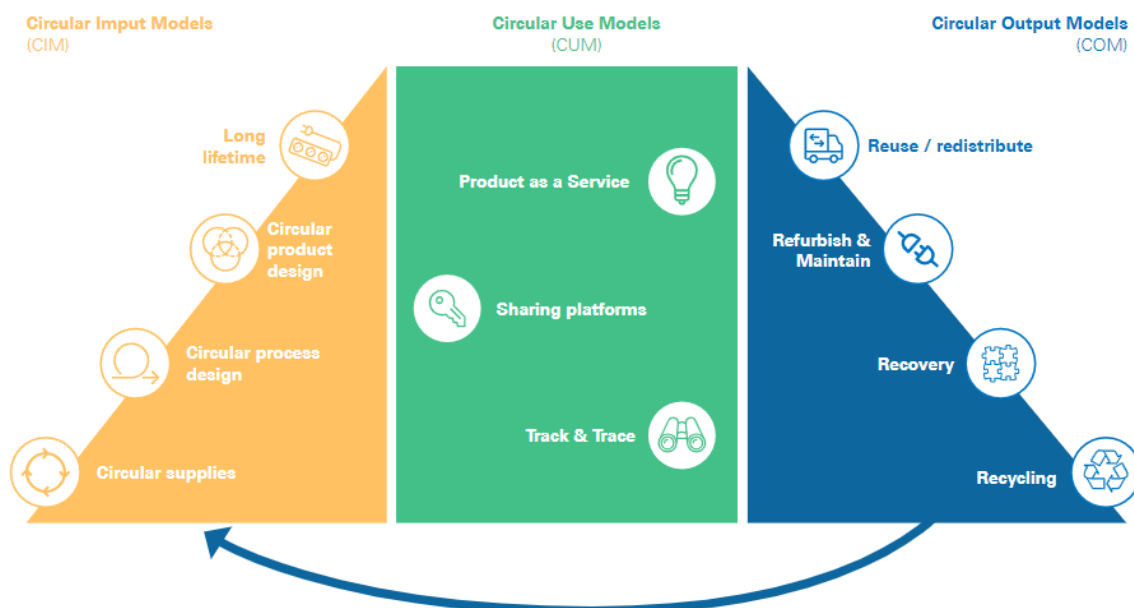 Circular Imput Models
(CIM)
Circular Use Models
(CUM)
Circular Output Models
(COM)
Long
lifetime
Circular
product
design
Circular process
design
Circular supplies
Product as a Service
Sharing platforms
Track & Trace
Reuse / redistribute
Refurbish &
Maintain
Recovery
Recycling